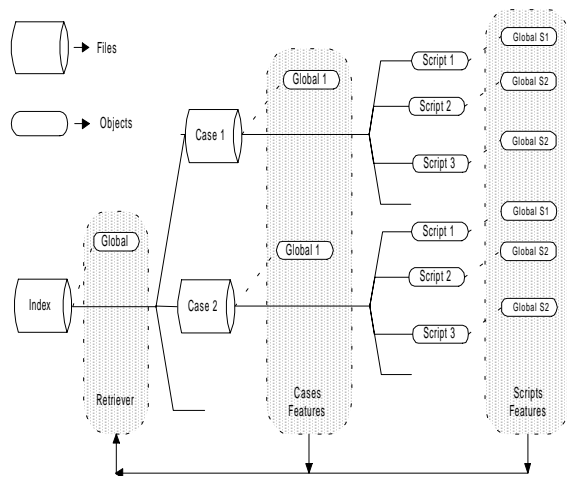 Files
Objects
Index
Global
Retriever
Case 1
Case 2
Global 1
Global 1
Cases
Features
Script 1
Script 2
Script 3
Script 1
Script 2
Script 3
Global S1
Global S2
Global S2
Global S1
Global S2
Global S2
Scripts
Features